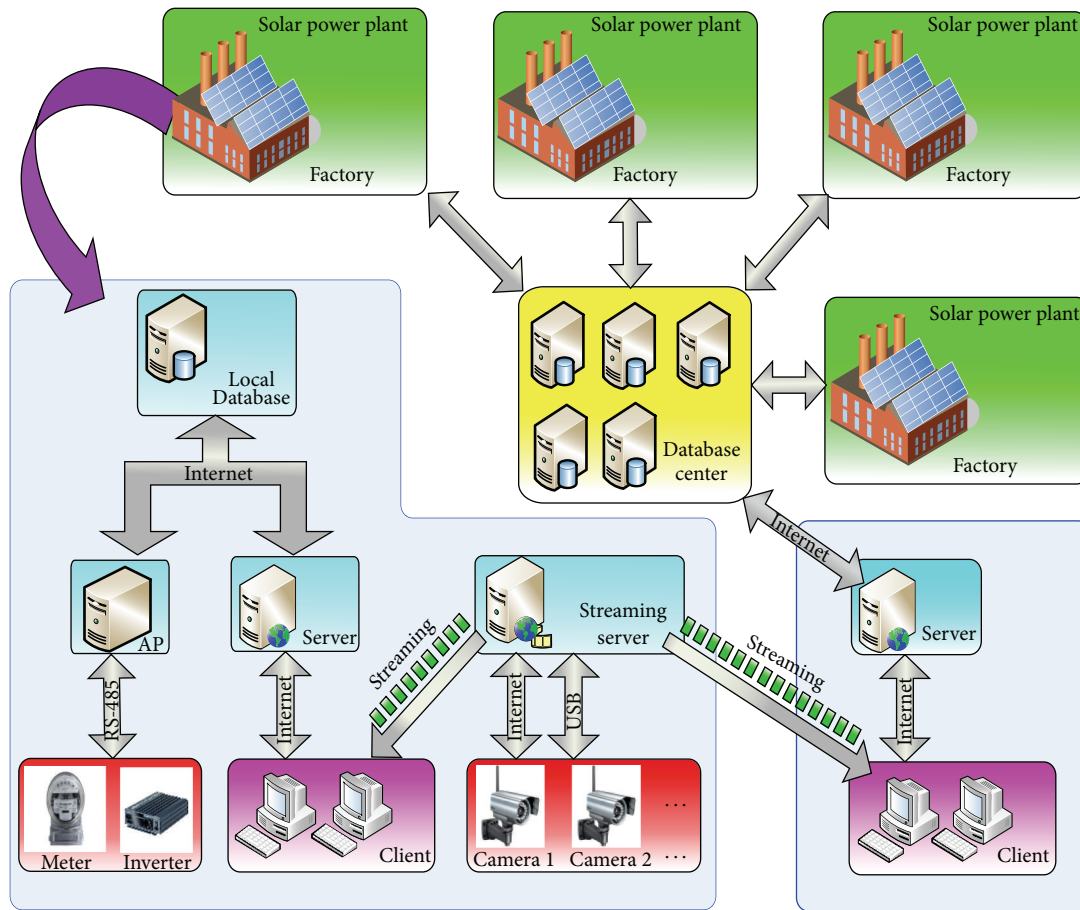 Solar power plant
Factory
Solar power plant
Factory
Solar power plant
Factory
Solar power plant
Factory
Database
center
Local
Database
Internet
AP
Server
Streaming
server
Internet
Server
RS-485
Internet
Streaming
Internet
USB
Streaming
Internet
Meter
Inverter
Client
Camera 1
Camera 2
...
...
Client